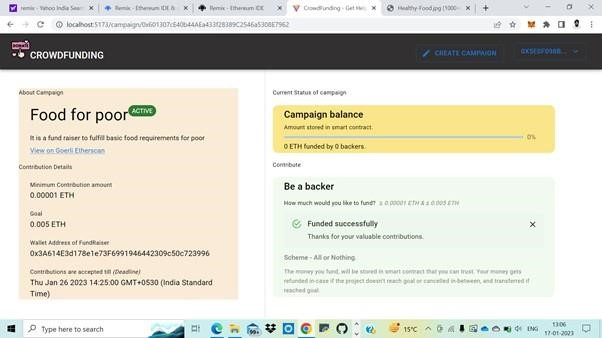 remix - Yahoo India Sear
Remix - Ethereum IDE &
Remix - Ethereum IDE
CrowdFunding - Get Hel
Healthy-Food.jpg (1000×
localhost:5173/campaign/0x601307cE40b44AEa433f28389C2546a5308E7962
CROWDFUNDING
CREATE CAMPAIGN
0X5E6F098B...
About Campaign
Food for poor
ACTIVE
It is a fund raiser to fulfill basic food requirements for poor
View on Goerli Etherscan
Contribution Details
Minimum Contribution amount
0.00001 ETH
Goal
0.005 ETH
Wallet Address of FundRaiser
0x3A614E3d178e1e73F6991946442309c50c723996
Contributions are accepted till (Deadline)
Thu Jan 26 2023 14:25:00 GMT+0530 (India Standard
Time)
Current Status of campaign
Campaign balance
Amount stored in smart contract.
0%
0 ETH funded by 0 backers.
Contribute
Be a backer
How much would you like to fund? ≥ 0.00001 ETH & ≤ 0.005 ETH
Funded successfully
Thanks for your valuable contributions.
Scheme - All or Nothing.
The money you fund, will be stored in smart contract that you can trust. Your money gets
refunded in-case if the project doesn't reach goal or cancelled in-between, and transferred if
reached goal.
Type here to search
99+
15°C
ENG
13:06
17-01-2023